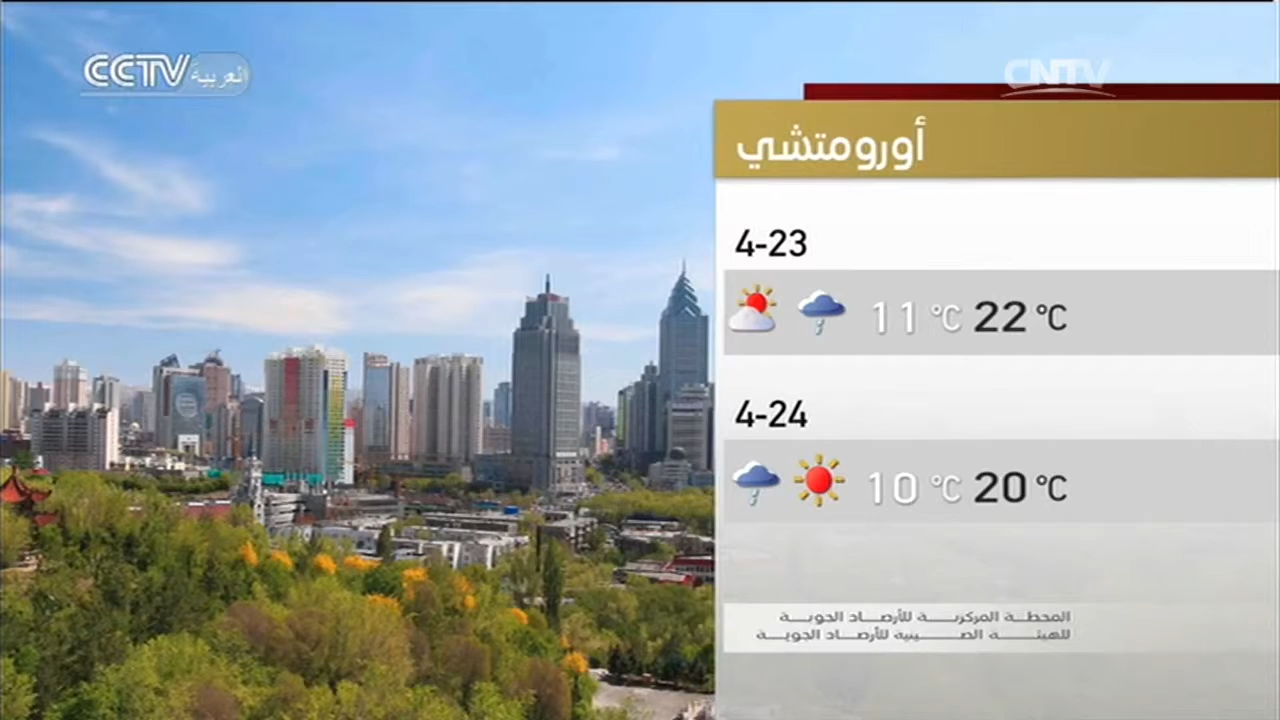 CCTV العربية
CNTV
أورومتشي
4-23
11 °C 22 °C
4-24
10 °C 20 °C
المحطة المركزية للأرصاد الجوية
للهيئة الصينية للأرصاد الجوية